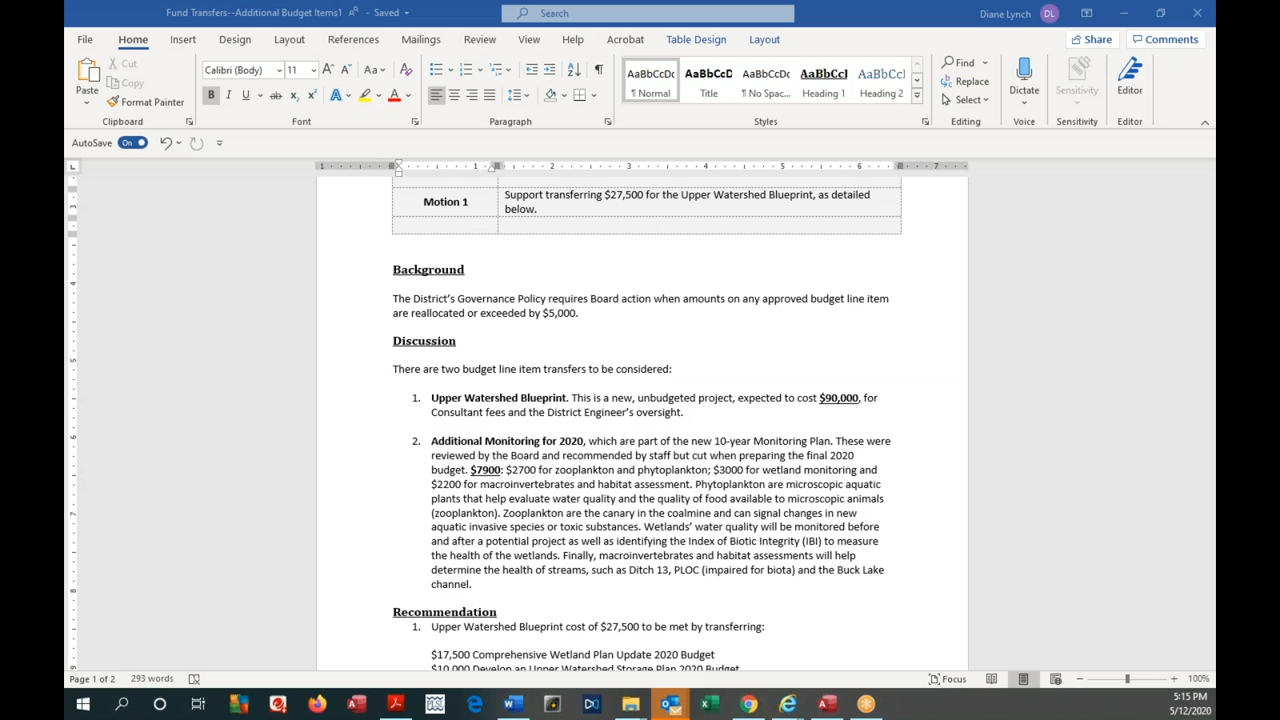 Fund Transfers--Additional Budget Items1 - Saved
Search
Diane Lynch
DL
File Home Insert Design Layout References Mailings Review View Help Acrobat Table Design Layout
Share
Comments
Paste
Cut
Copy
Format Painter
Clipboard
Calibri (Body)
11
Font
Paragraph
AaBbCcDc
¶ Normal
AaBbCcDc
Title
AaBbCcDc
¶ No Spac...
AaBbCcI
Heading 1
AaBbCcD
Heading 2
Styles
Find
Replace
Select
Editing
Dictate
Voice
Sensitivity
Sensitivity
Editor
Editor
AutoSave On
Motion 1
Support transferring $27,500 for the Upper Watershed Blueprint, as detailed
below.
Background
The District's Governance Policy requires Board action when amounts on any approved budget line item
are reallocated or exceeded by $5,000.
Discussion
There are two budget line item transfers to be considered:
1. Upper Watershed Blueprint. This is a new, unbudgeted project, expected to cost $90,000, for
Consultant fees and the District Engineer's oversight.
2. Additional Monitoring for 2020, which are part of the new 10-year Monitoring Plan. These were
reviewed by the Board and recommended by staff but cut when preparing the final 2020
budget. $7900: $2700 for zooplankton and phytoplankton; $3000 for wetland monitoring and
$2200 for macroinvertebrates and habitat assessment. Phytoplankton are microscopic aquatic
plants that help evaluate water quality and the quality of food available to microscopic animals
(zooplankton). Zooplankton are the canary in the coalmine and can signal changes in new
aquatic invasive species or toxic substances. Wetlands' water quality will be monitored before
and after a potential project as well as identifying the Index of Biotic Integrity (IBI) to measure
the health of the wetlands. Finally, macroinvertebrates and habitat assessments will help
determine the health of streams, such as Ditch 13, PLOC (impaired for biota) and the Buck Lake
channel.
Recommendation
1. Upper Watershed Blueprint cost of $27,500 to be met by transferring:
$17,500 Comprehensive Wetland Plan Update 2020 Budget
$10,000 Develop an Upper Watershed Storage Plan 2020 Budget
Page 1 of 2
293 words
Focus
100%
5:15 PM
5/12/2020